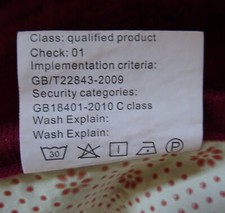 Class: qualified product
Check: 01
Implementation criteria:
GB/T22843-2009
Security categories:
GB18401-2010 C class
Wash Explain:
Wash Explain:
30 P